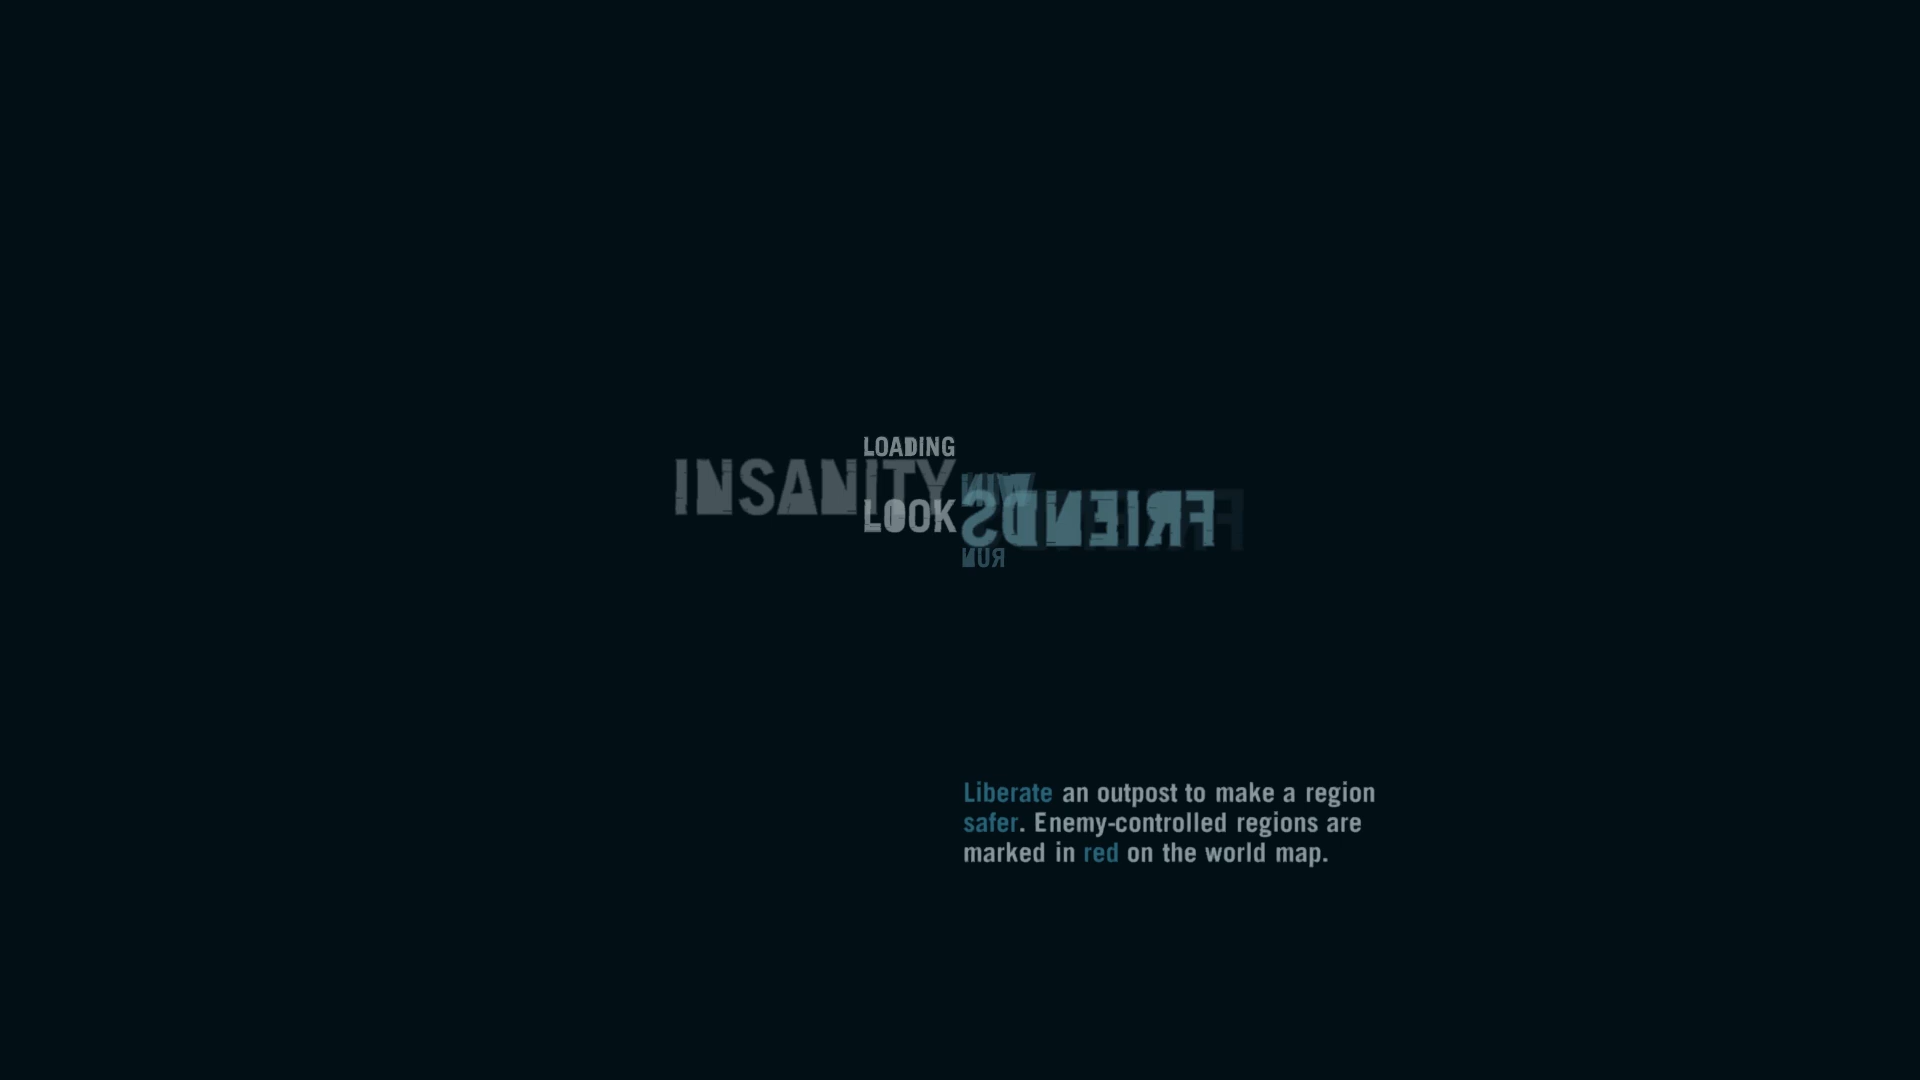 LOADING
INSANITY
WIN
LOOK
FRIENDS
RUN
Liberate an outpost to make a region
safer. Enemy-controlled regions are
marked in red on the world map.